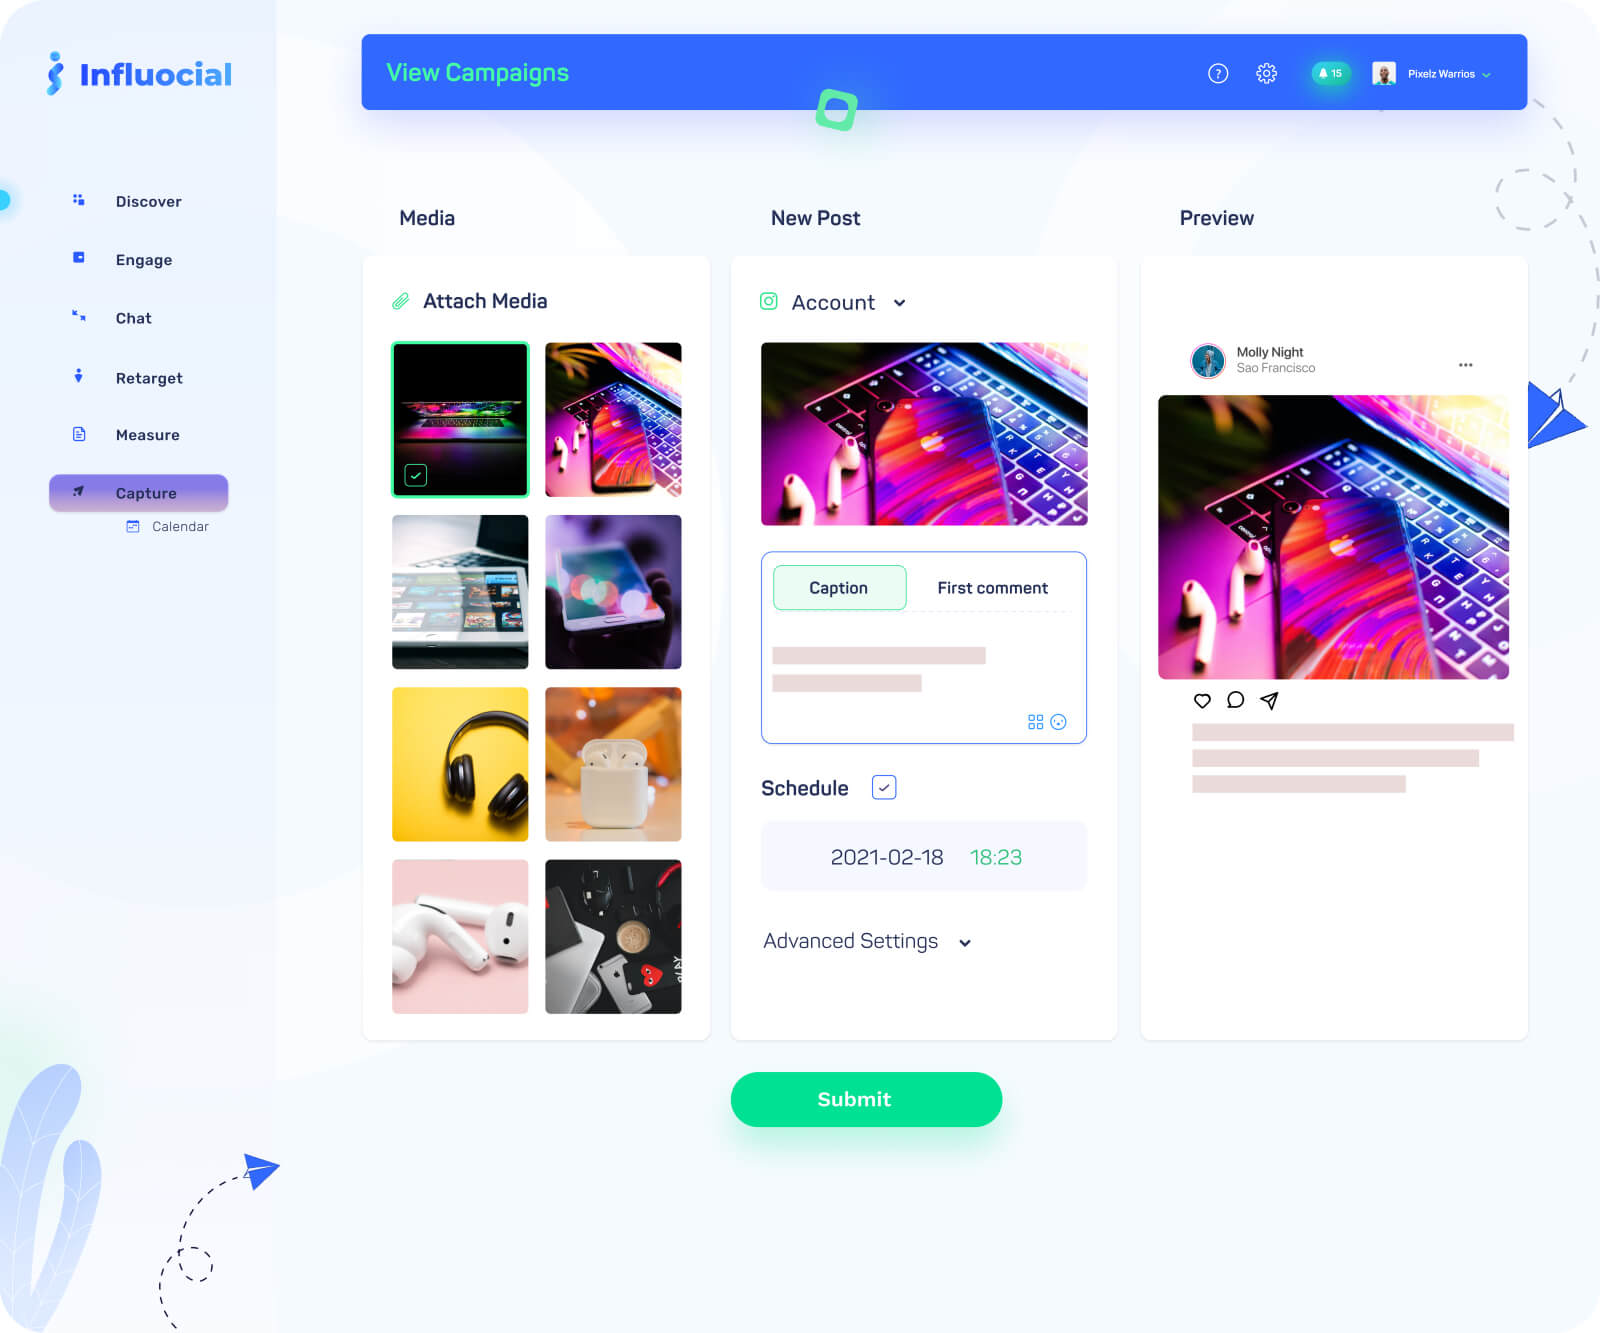 Influocial
View Campaigns
?
15
Pixelz Warrios
Discover
Engage
Chat
Retarget
Measure
Capture
Calendar
Media
New Post
Preview
Attach Media
Account
Molly Night
Sao Francisco
Caption
First comment
Schedule
2021-02-18 18:23
Advanced Settings
Submit